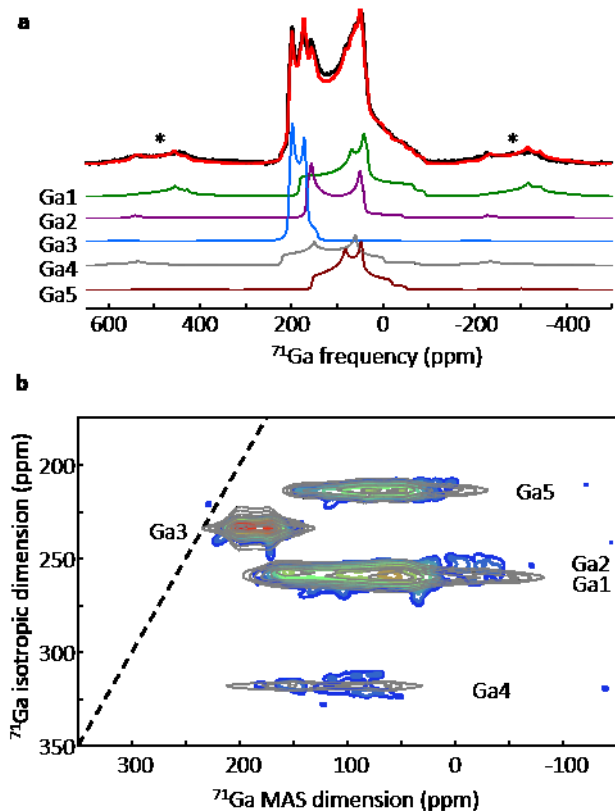 a
*
*
Ga1
Ga2
Ga3
Ga4
Ga5
600 400 200 0 -200 -400
⁷¹Ga frequency (ppm)
b
⁷¹Ga isotropic dimension (ppm)
200
250
300
350
Ga5
Ga3
Ga2
Ga1
Ga4
300 200 100 0 -100
⁷¹Ga MAS dimension (ppm)